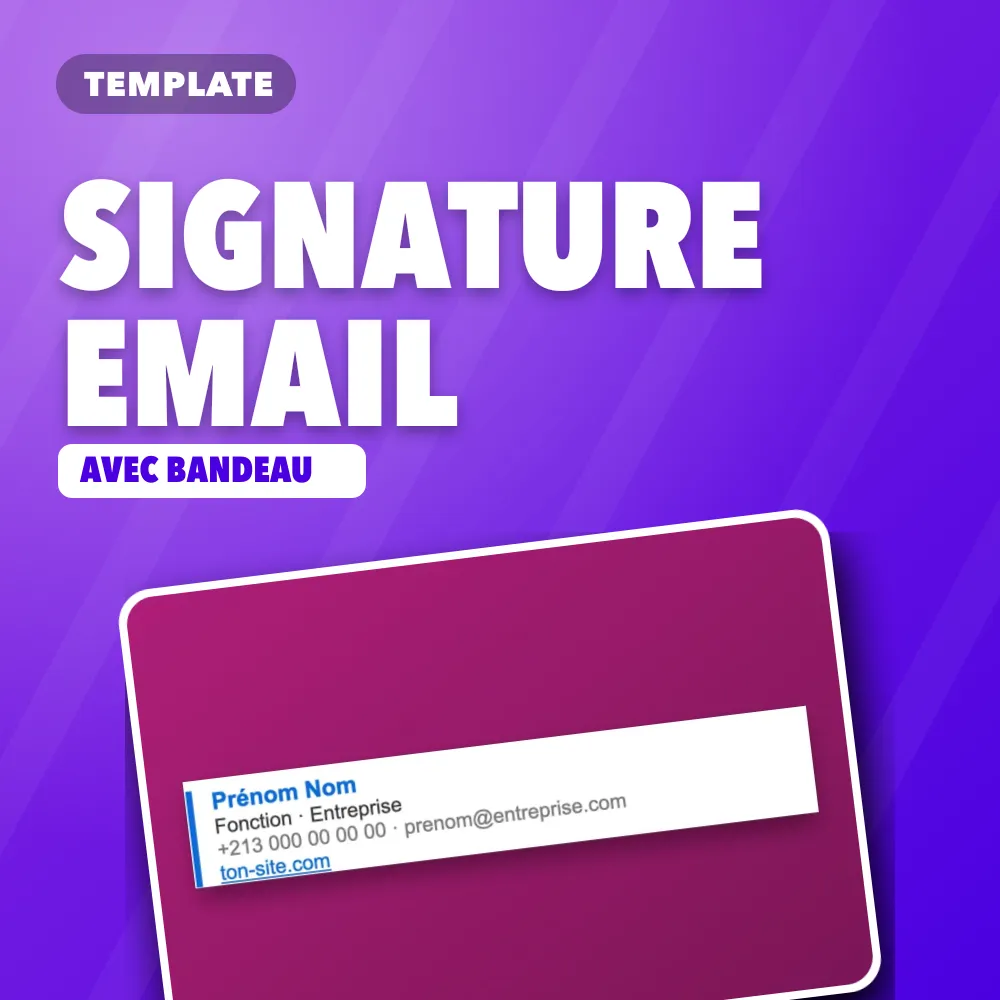 TEMPLATE
SIGNATURE
EMAIL
AVEC BANDEAU
Prénom Nom
Fonction · Entreprise
+213 000 00 00 00 · prenom@entreprise.com
ton-site.com